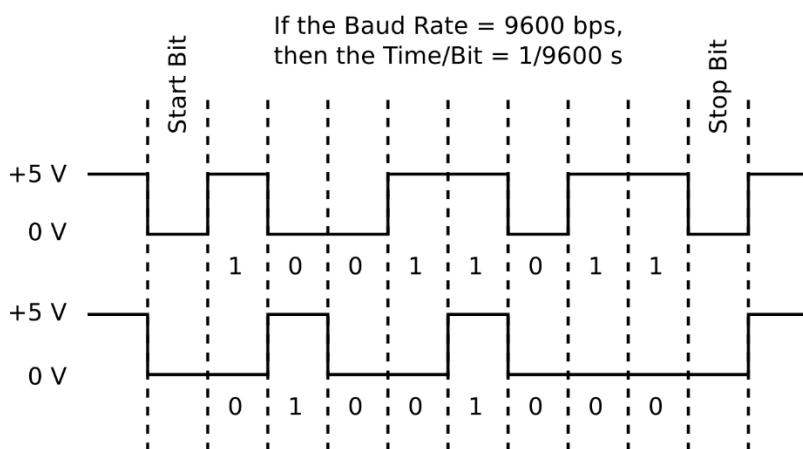 If the Baud Rate = 9600 bps,
then the Time/Bit = 1/9600 s
Start Bit
Stop Bit
+5 V
0 V
1 0 0 1 1 0 1 1
+5 V
0 V
0 1 0 0 1 0 0 0